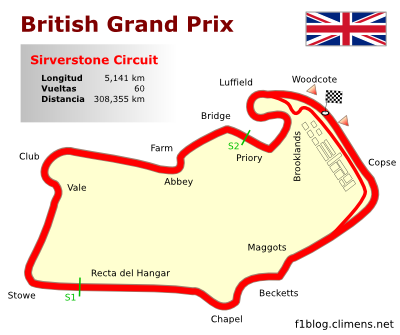 British Grand Prix
Sirverstone Circuit
Longitud 5,141 km
Vueltas 60
Distancia 308,355 km
Luffield
Woodcote
Bridge
S2
Priory
Brooklands
Farm
Club
Abbey
Copse
Vale
Maggots
Recta del Hangar
Stowe
S1
Becketts
Chapel
f1blog.climens.net